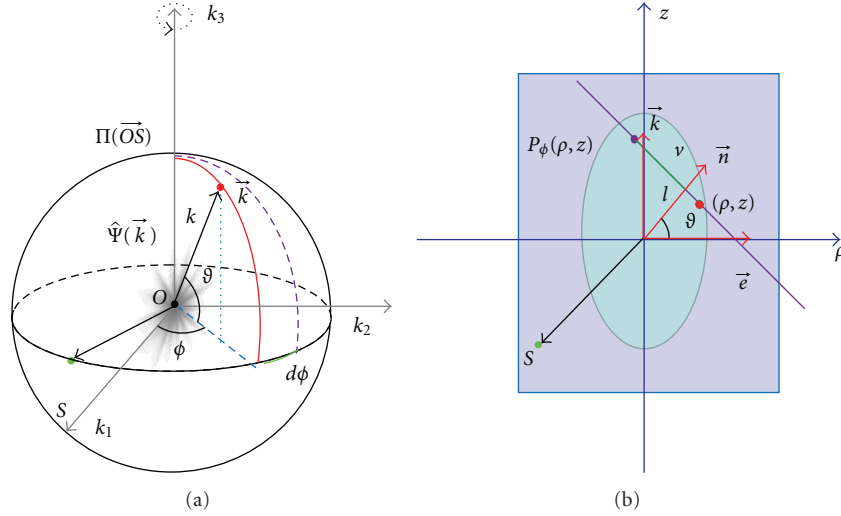 k₃
Π(→OS)
→k
k
Ψ̂(→k)
ϑ
O
k₂
ϕ
dϕ
S
k₁
(a)
z
→k
P_ϕ(ρ, z)
ν
→n
l
(ρ, z)
ϑ
ρ
→e
S
(b)